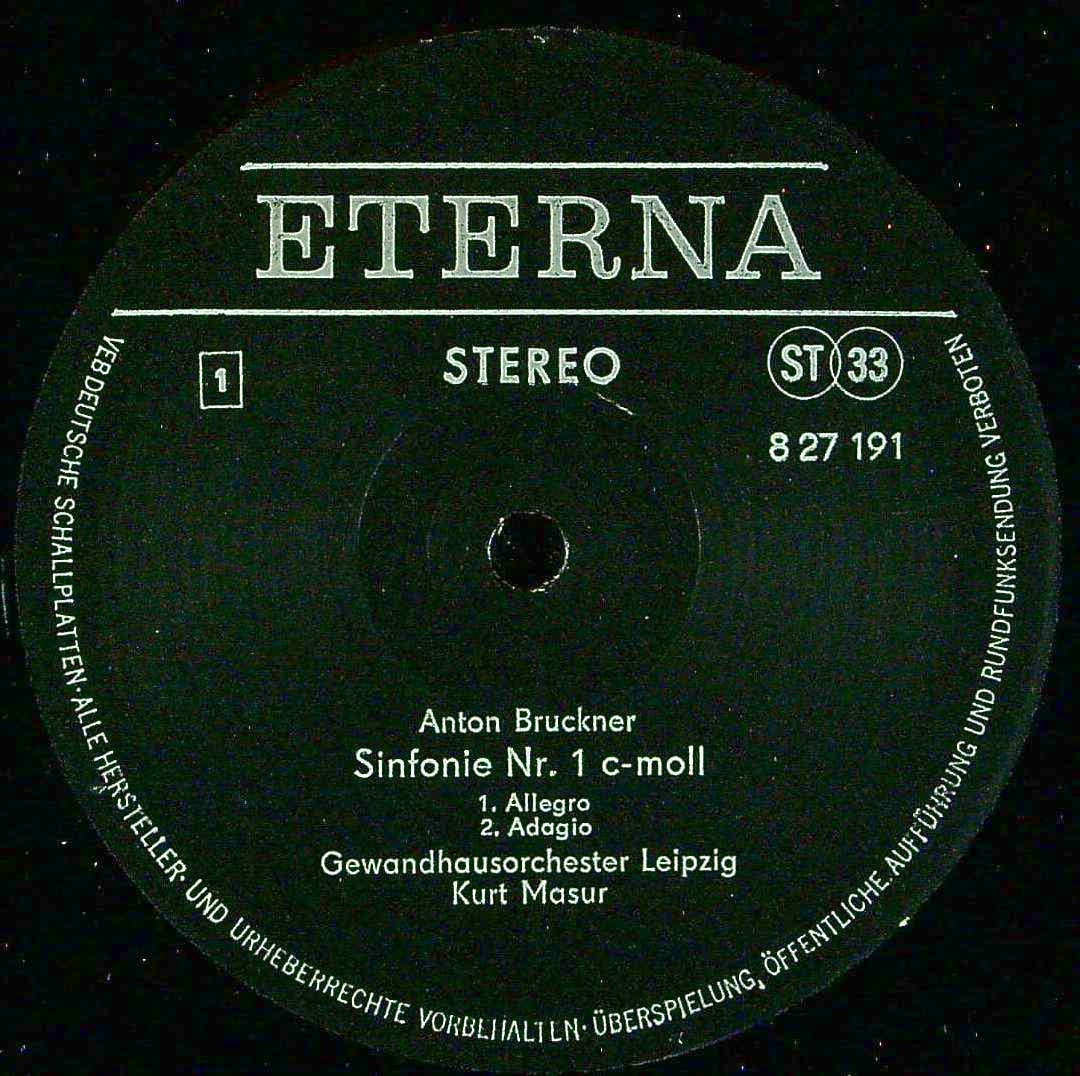 ETERNA
1
STEREO
ST 33
8 27 191
Anton Bruckner
Sinfonie Nr. 1 c-moll
1. Allegro
2. Adagio
Gewandhausorchester Leipzig
Kurt Masur
VEB DEUTSCHE SCHALLPLATTEN · ALLE HERSTELLER- UND URHEBERRECHTE VORBEHALTEN · ÜBERSPIELUNG, ÖFFENTLICHE AUFFÜHRUNG UND RUNDFUNKSENDUNG VERBOTEN